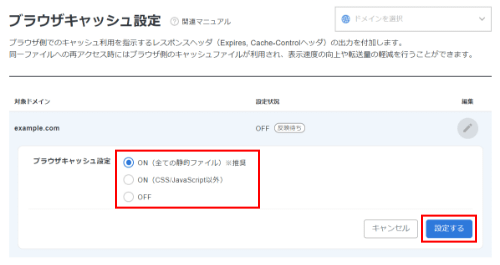 ブラウザキャッシュ設定 ? 関連マニュアル
ドメインを選択
ブラウザ側でのキャッシュ利用を指示するレスポンスヘッダ（Expires, Cache-Controlヘッダ）の出力を付加します。
同一ファイルへの再アクセス時にはブラウザ側のキャッシュファイルが利用され、表示速度の向上や転送量の軽減を行うことができます。
対象ドメイン 設定状況 編集
example.com OFF 反映待ち
ブラウザキャッシュ設定 ON（全ての静的ファイル）※推奨
ON（CSS/JavaScript以外）
OFF
キャンセル 設定する